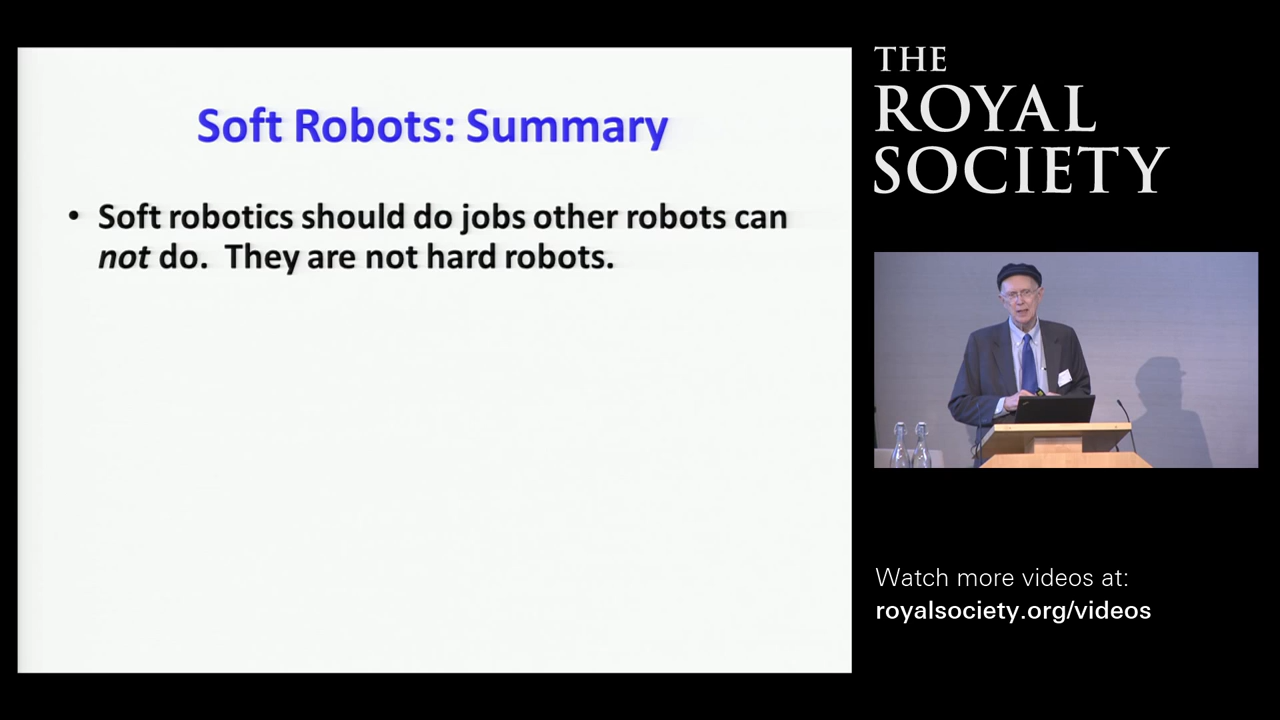 Soft Robots: Summary
• Soft robotics should do jobs other robots can
not do.  They are not hard robots.
THE
ROYAL
SOCIETY
Watch more videos at:
royalsociety.org/videos